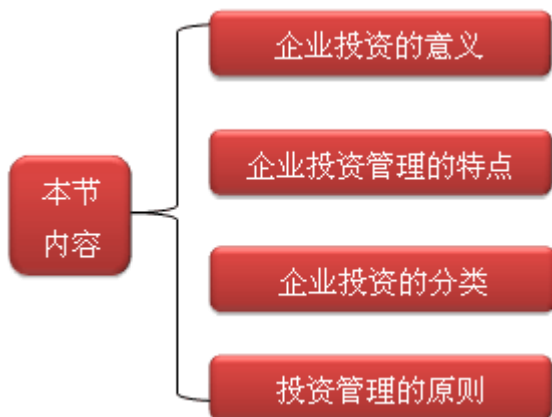 本节
内容
企业投资的意义
企业投资管理的特点
企业投资的分类
投资管理的原则